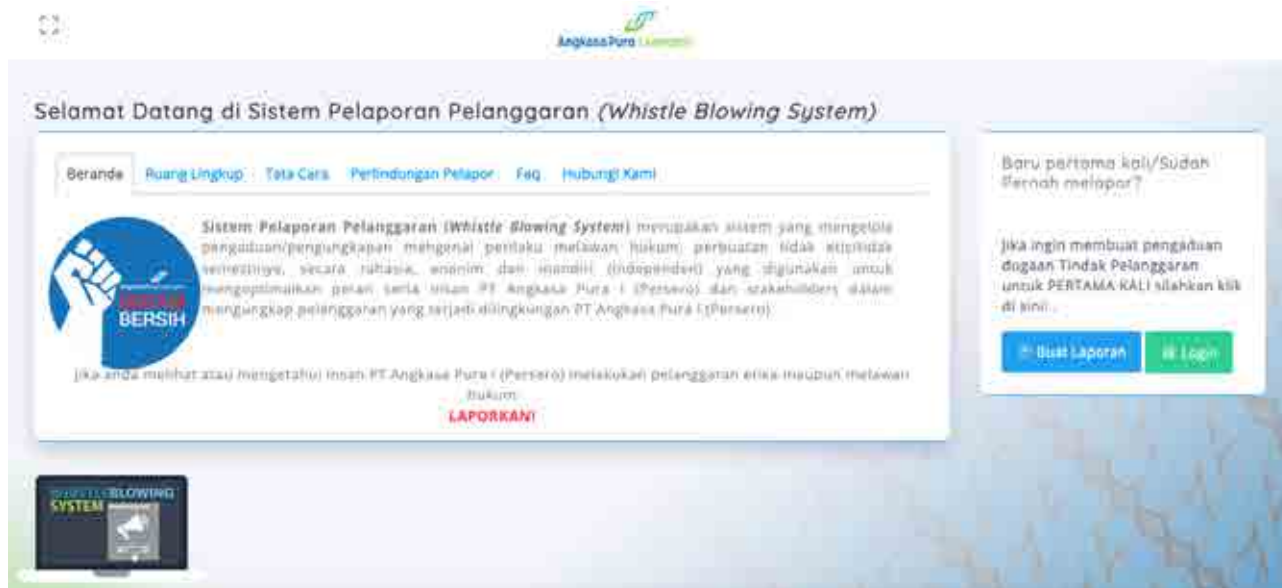 Angkasa Pura
Selamat Datang di Sistem Pelaporan Pelanggaran (Whistle Blowing System)
Beranda Ruang Lingkup Tata Cara Perlindungan Pelapor Faq Hubungi Kami
Sistem Pelaporan Pelanggaran (Whistle Blowing System) merupakan sistem yang mengelola
pengaduan/pengungkapan mengenai perilaku melawan hukum, perbuatan tidak etis/tidak
semestinya, secara rahasia, anonim dan mandiri (independen) yang digunakan untuk
mengoptimalkan peran serta insan PT Angkasa Pura I (Persero) dan stakeholders dalam
mengungkap pelanggaran yang terjadi dilingkungan PT Angkasa Pura I (Persero)
BERSIH
Jika anda melihat atau mengetahui insan PT Angkasa Pura I (Persero) melakukan pelanggaran etika maupun melawan
hukum
LAPORKAN!
Baru pertama kali/Sudah
Pernah melapor?
Jika ingin membuat pengaduan
dugaan Tindak Pelanggaran
untuk PERTAMA KALI silahkan klik
di sini..
Buat Laporan Login
WHISTLEBLOWING
SYSTEM